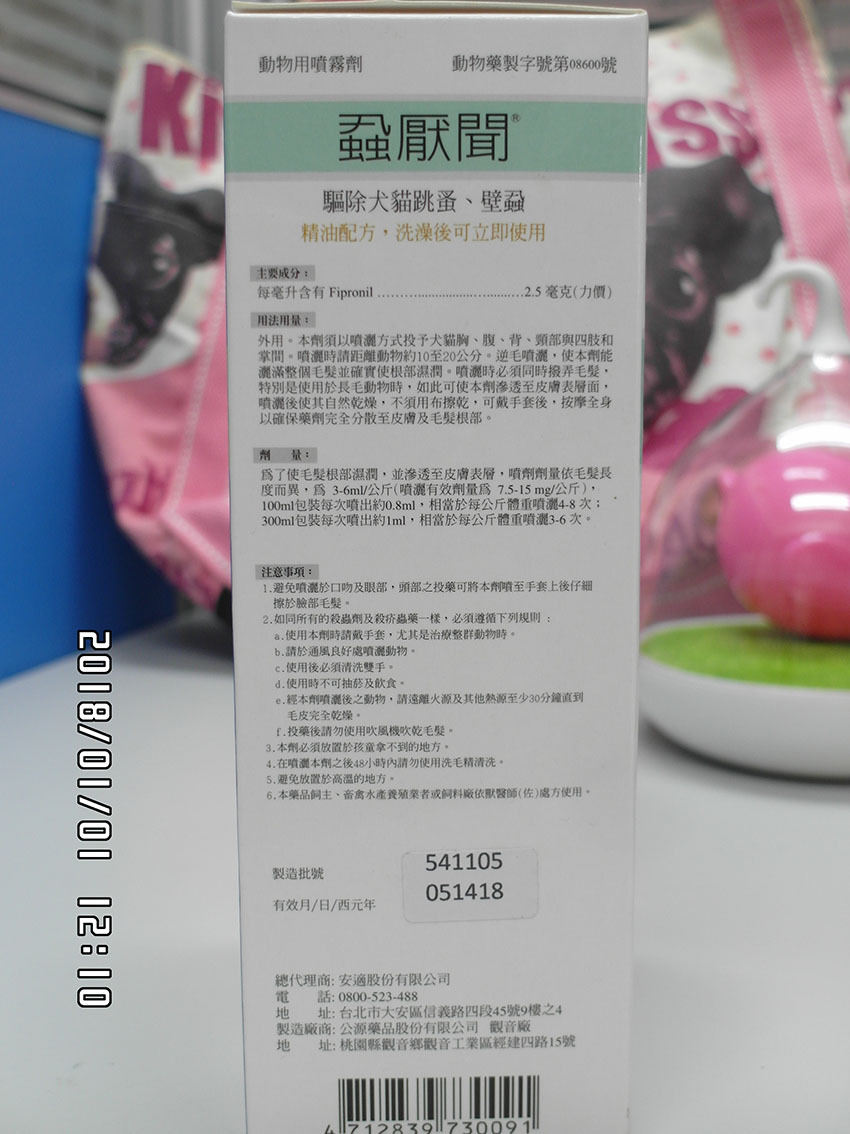 動物用噴霧劑 動物藥製字號第08600號
蝨厭聞®
驅除犬貓跳蚤、壁蝨
精油配方，洗澡後可立即使用
主要成分：
每毫升含有 Fipronil ................................2.5 毫克(力價)
用法用量：
外用。本劑須以噴灑方式投予犬貓胸、腹、背、頸部與四肢和
掌間。噴灑時請距離動物約10至20公分。逆毛噴灑，使本劑能
灑滿整個毛髮並確實使根部濕潤。噴灑時必須同時撥弄毛髮，
特別是使用於長毛動物時，如此可使本劑滲透至皮膚表層面，
噴灑後使其自然乾燥，不須用布擦乾，可戴手套後，按摩全身
以確保藥劑完全分散至皮膚及毛髮根部。
劑 量：
為了使毛髮根部濕潤，並滲透至皮膚表層，噴劑劑量依毛髮長
度而異，為 3-6ml/公斤(噴灑有效劑量為 7.5-15 mg/公斤)，
100ml包裝每次噴出約0.8ml，相當於每公斤體重噴灑4-8 次；
300ml包裝每次噴出約1ml，相當於每公斤體重噴灑3-6 次。
注意事項：
1.避免噴灑於口吻及眼部，頭部之投藥可將本劑噴至手套上後仔細
擦於臉部毛髮。
2.如同所有的殺蟲劑及殺疥蟲藥一樣，必須遵循下列規則：
a.使用本劑時請戴手套，尤其是治療整群動物時。
b.請於通風良好處噴灑動物。
c.使用後必須清洗雙手。
d.使用時不可抽菸及飲食。
e.經本劑噴灑後之動物，請遠離火源及其他熱源至少30分鐘直到
毛皮完全乾燥。
f.投藥後請勿使用吹風機吹乾毛髮。
3.本劑必須放置於孩童拿不到的地方。
4.在噴灑本劑之後48小時內請勿使用洗毛精清洗。
5.避免放置於高溫的地方。
6.本藥品飼主、畜禽水產養殖業者或飼料廠依獸醫師(佐)處方使用。
製造批號 541105
有效月/日/西元年 051418
總代理商: 安適股份有限公司
電 話: 0800-523-488
地 址: 台北市大安區信義路四段45號9樓之4
製造廠商: 公源藥品股份有限公司 觀音廠
地 址: 桃園縣觀音鄉觀音工業區經建四路15號
4 712839 730091
Ki
ss
2018/01/01 12:10